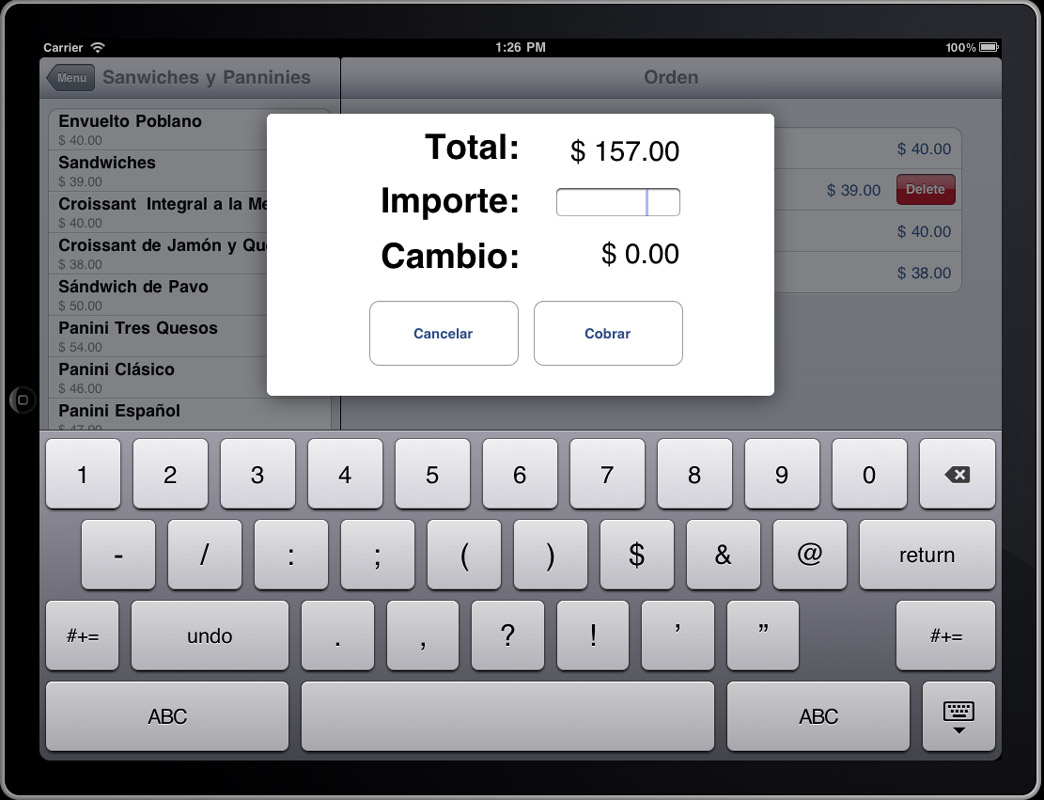 Carrier 1:26 PM 100%
Menu Sanwiches y Panninies Orden
Envuelto Poblano
$ 40.00
Sandwiches
$ 39.00
Croissant Integral a la Me
$ 40.00
Croissant de Jamón y Qu
$ 38.00
Sándwich de Pavo
$ 50.00
Panini Tres Quesos
$ 54.00
Panini Clásico
$ 46.00
Panini Español
$ 47.00
Total: $ 157.00
Importe:
Cambio: $ 0.00
Cancelar Cobrar
$ 40.00
$ 39.00 Delete
$ 40.00
$ 38.00
1 2 3 4 5 6 7 8 9 0
- / : ; ( ) $ & @ return
#+= undo . , ? ! ’ ” #+=
ABC ABC